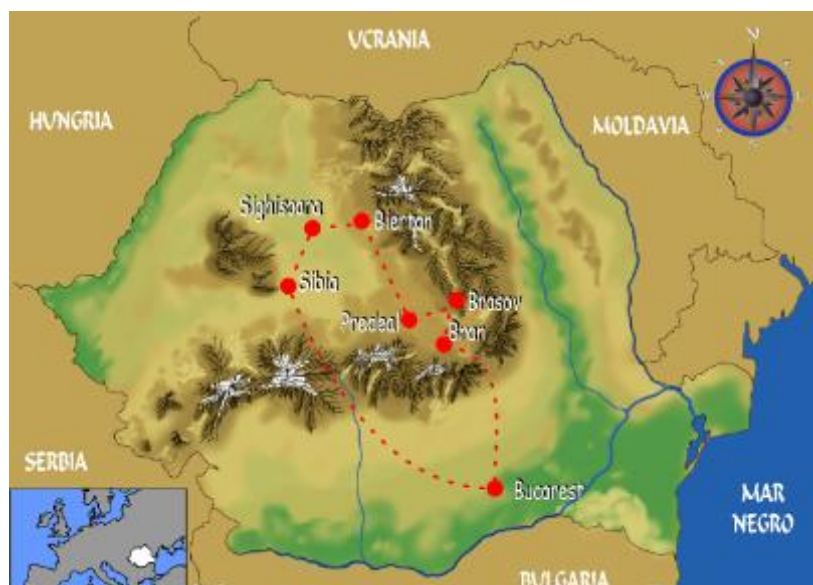 UCRANIA
HUNGRIA
MOLDAVIA
N
Sighisoara
Biertan
Sibia
Brasov
Predeal
Bran
SERBIA
Bucarest
MAR
NEGRO
BULGARIA